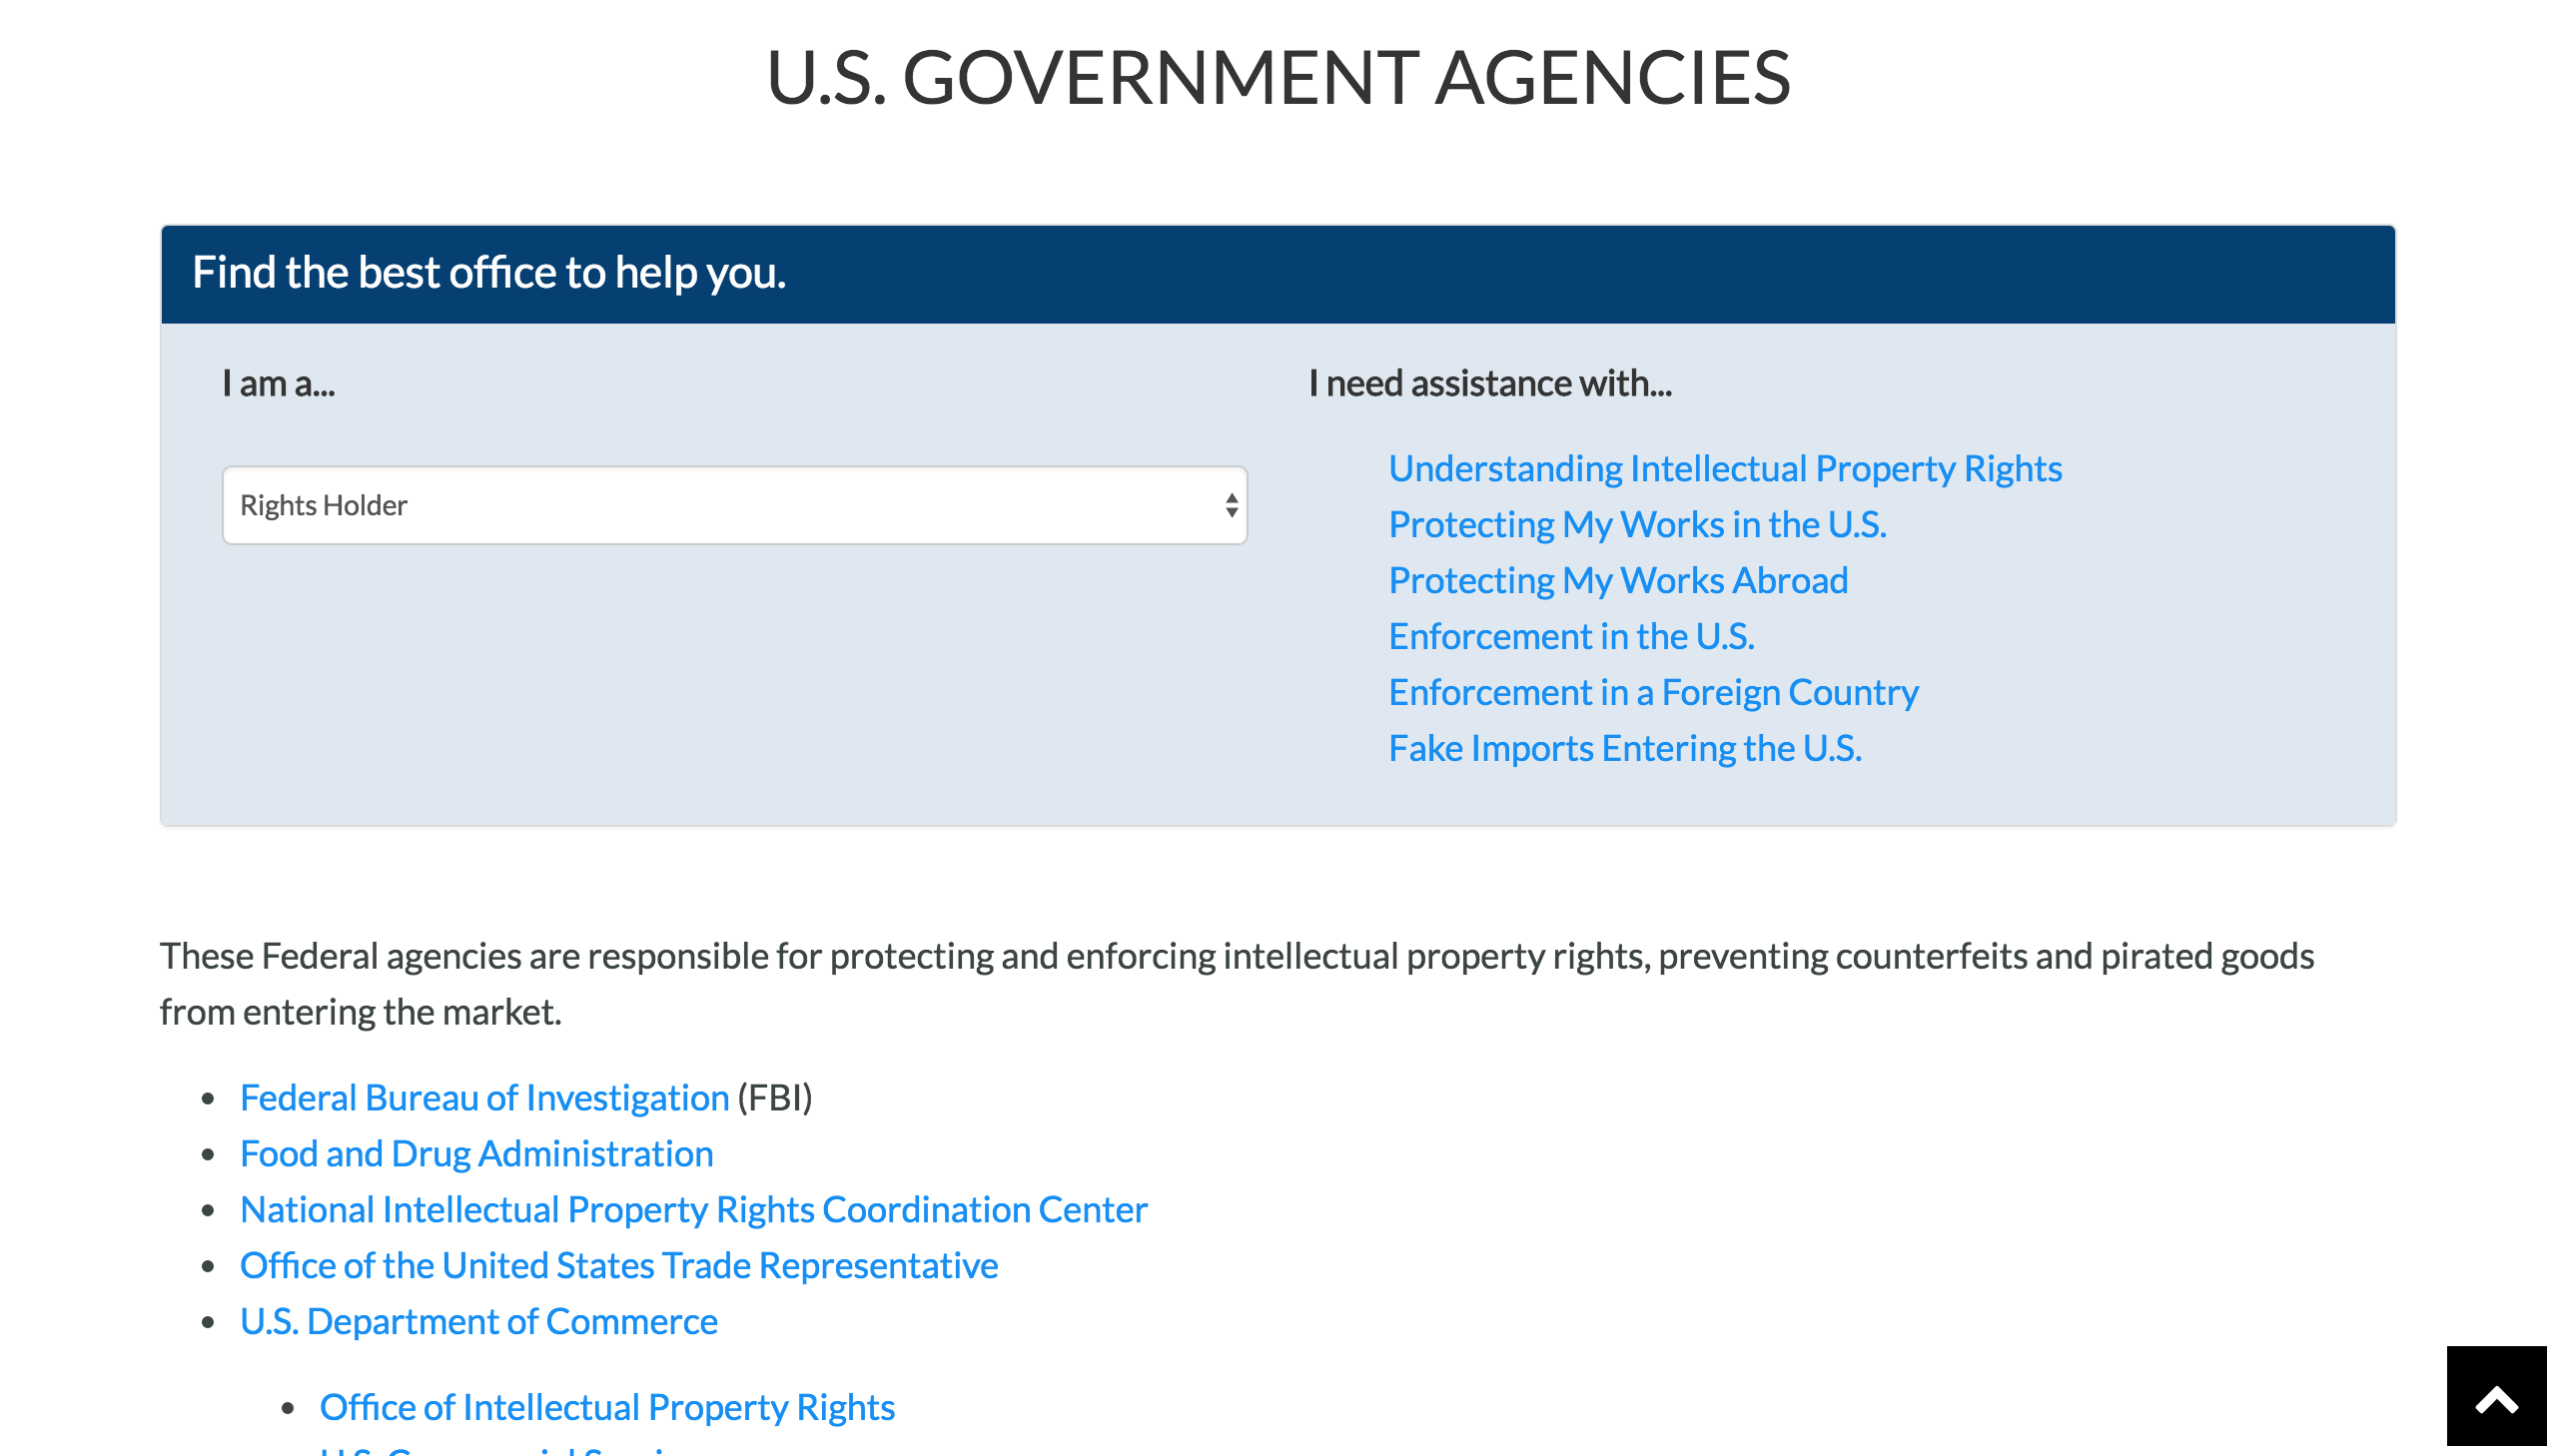 U.S. GOVERNMENT AGENCIES
Find the best office to help you.
I am a...
Rights Holder
I need assistance with...
Understanding Intellectual Property Rights
Protecting My Works in the U.S.
Protecting My Works Abroad
Enforcement in the U.S.
Enforcement in a Foreign Country
Fake Imports Entering the U.S.
These Federal agencies are responsible for protecting and enforcing intellectual property rights, preventing counterfeits and pirated goods
from entering the market.
Federal Bureau of Investigation (FBI)
Food and Drug Administration
National Intellectual Property Rights Coordination Center
Office of the United States Trade Representative
U.S. Department of Commerce
Office of Intellectual Property Rights